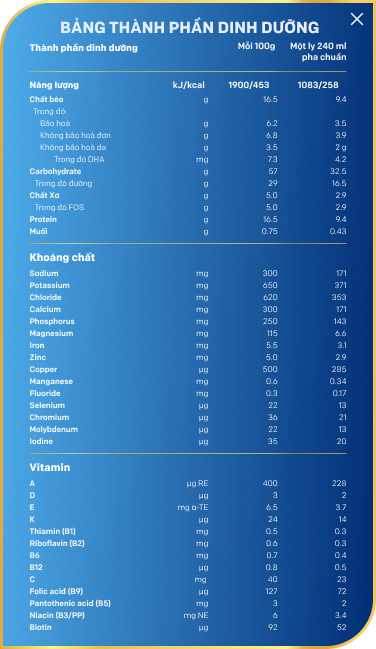 BẢNG THÀNH PHẦN DINH DƯỠNG
Thành phần dinh dưỡng Mỗi 100g Một ly 240 ml
pha chuẩn
Năng lượng kJ/kcal 1900/453 1083/258
Chất béo g 16.5 9.4
Trong đó:
Bão hoà g 6.2 3.5
Không bão hoà đơn g 6.8 3.9
Không bão hoà đa g 3.5 2 g
Trong đó DHA mg 7.3 4.2
Carbohydrate g 57 32.5
Trong đó đường g 29 16.5
Chất Xơ g 5.0 2.9
Trong đó FOS g 5.0 2.9
Protein g 16.5 9.4
Muối g 0.75 0.43
Khoáng chất
Sodium mg 300 171
Potassium mg 650 371
Chloride mg 620 353
Calcium mg 300 171
Phosphorus mg 250 143
Magnesium mg 115 6.6
Iron mg 5.5 3.1
Zinc mg 5.0 2.9
Copper µg 500 285
Manganese mg 0.6 0.34
Fluoride mg 0.3 0.17
Selenium µg 22 13
Chromium µg 36 21
Molybdenum µg 22 13
Iodine µg 35 20
Vitamin
A µg RE 400 228
D µg 3 2
E mg α-TE 6.5 3.7
K µg 24 14
Thiamin (B1) mg 0.5 0.3
Riboflavin (B2) mg 0.6 0.3
B6 mg 0.7 0.4
B12 µg 0.8 0.5
C mg 40 23
Folic acid (B9) µg 127 72
Pantothenic acid (B5) mg 3 2
Niacin (B3/PP) mg NE 6 3.4
Biotin µg 92 52